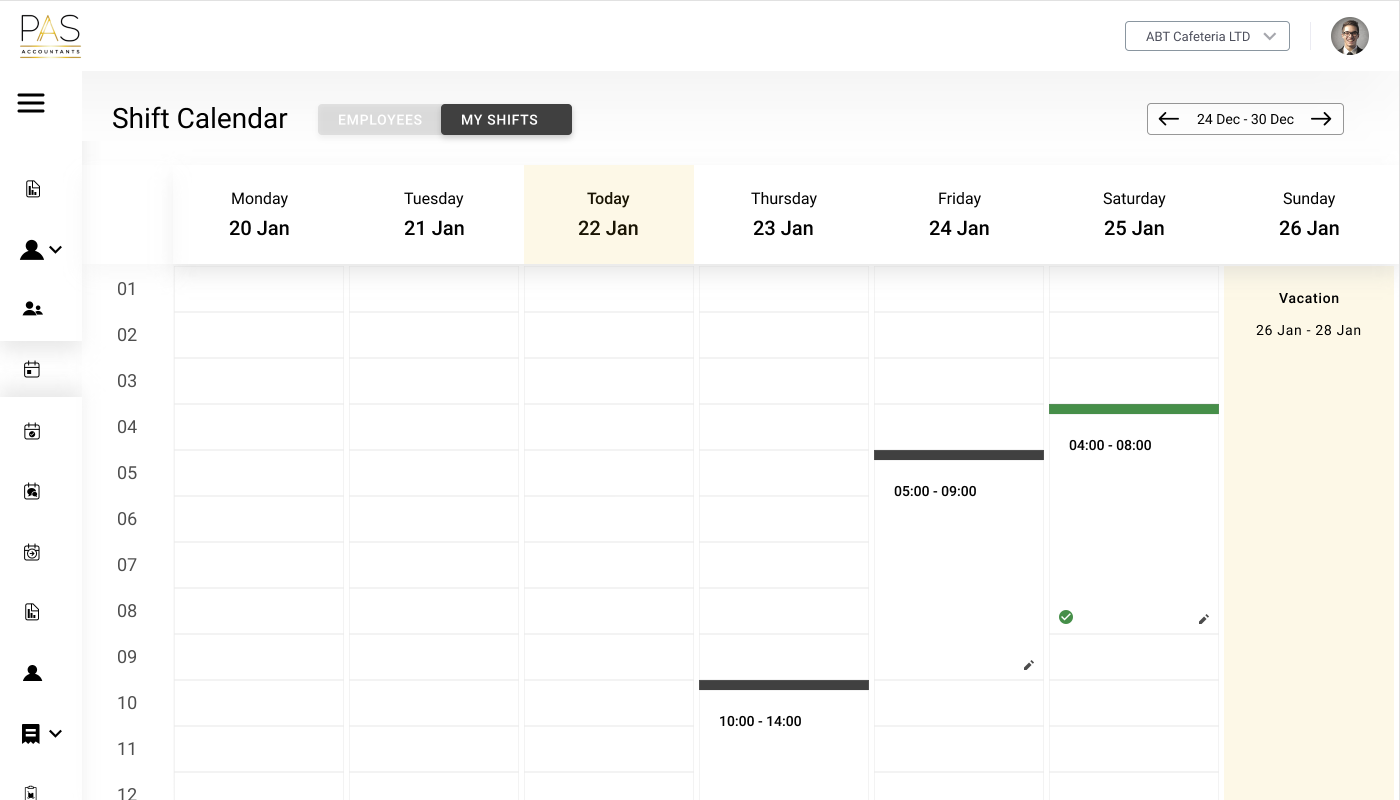 PAS
ACCOUNTANTS
ABT Cafeteria LTD
Shift Calendar
EMPLOYEES
MY SHIFTS
24 Dec - 30 Dec
Monday
20 Jan
Tuesday
21 Jan
Today
22 Jan
Thursday
23 Jan
Friday
24 Jan
Saturday
25 Jan
Sunday
26 Jan
01
Vacation
02
26 Jan - 28 Jan
03
04
04:00 - 08:00
05
05:00 - 09:00
06
07
08
09
10
10:00 - 14:00
11
12